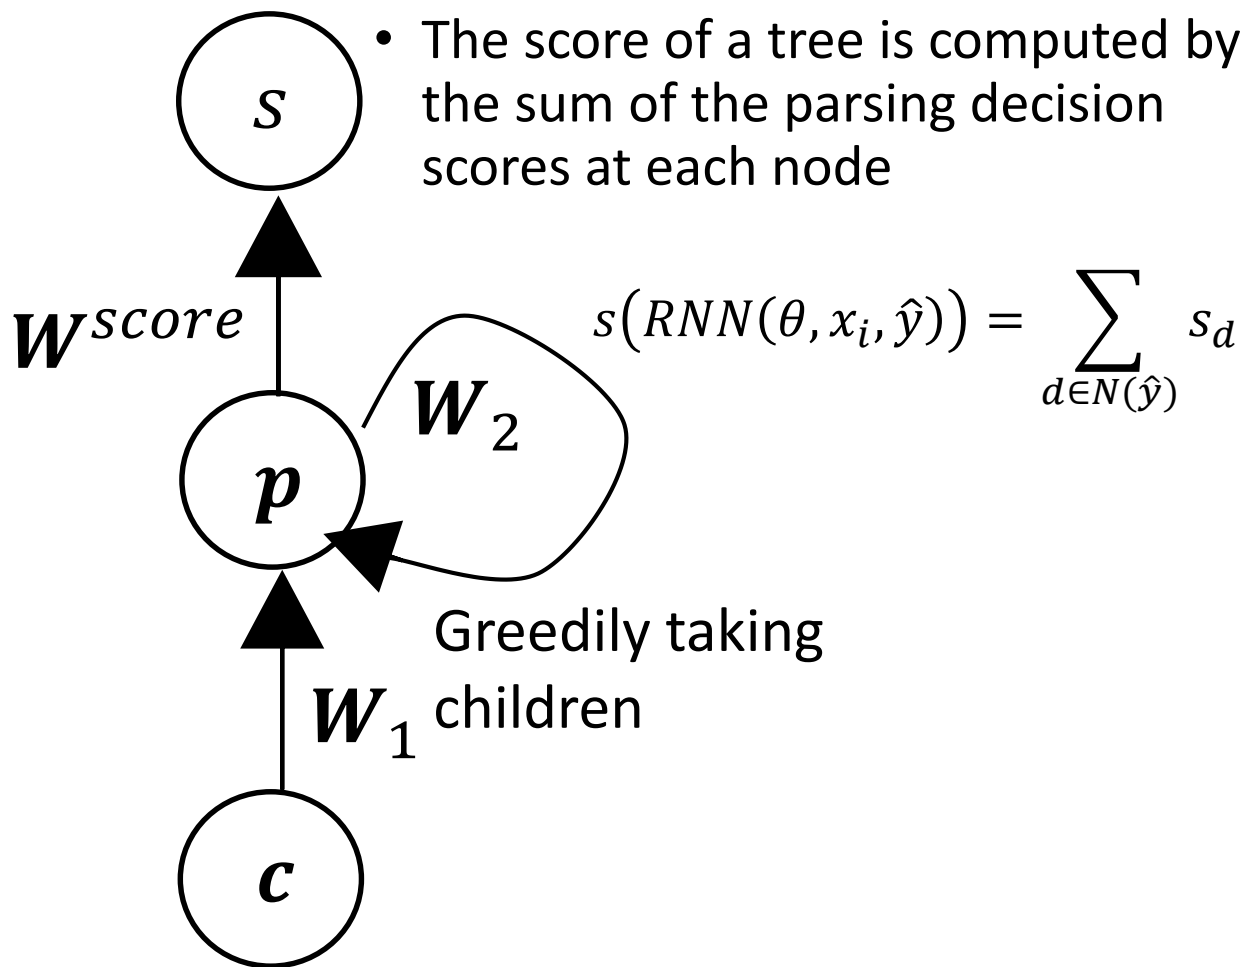 s
• The score of a tree is computed by
the sum of the parsing decision
scores at each node
W^{score}
s(RNN(θ, x_i, ŷ)) = ∑_{d∈N(ŷ)} s_d
W_2
p
Greedily taking
children
W_1
c